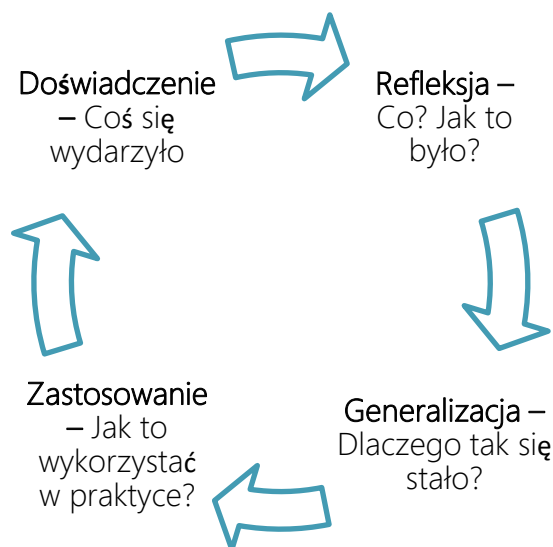 Doświadczenie
– Coś się
wydarzyło
Refleksja –
Co? Jak to
było?
Generalizacja –
Dlaczego tak się
stało?
Zastosowanie
– Jak to
wykorzystać
w praktyce?